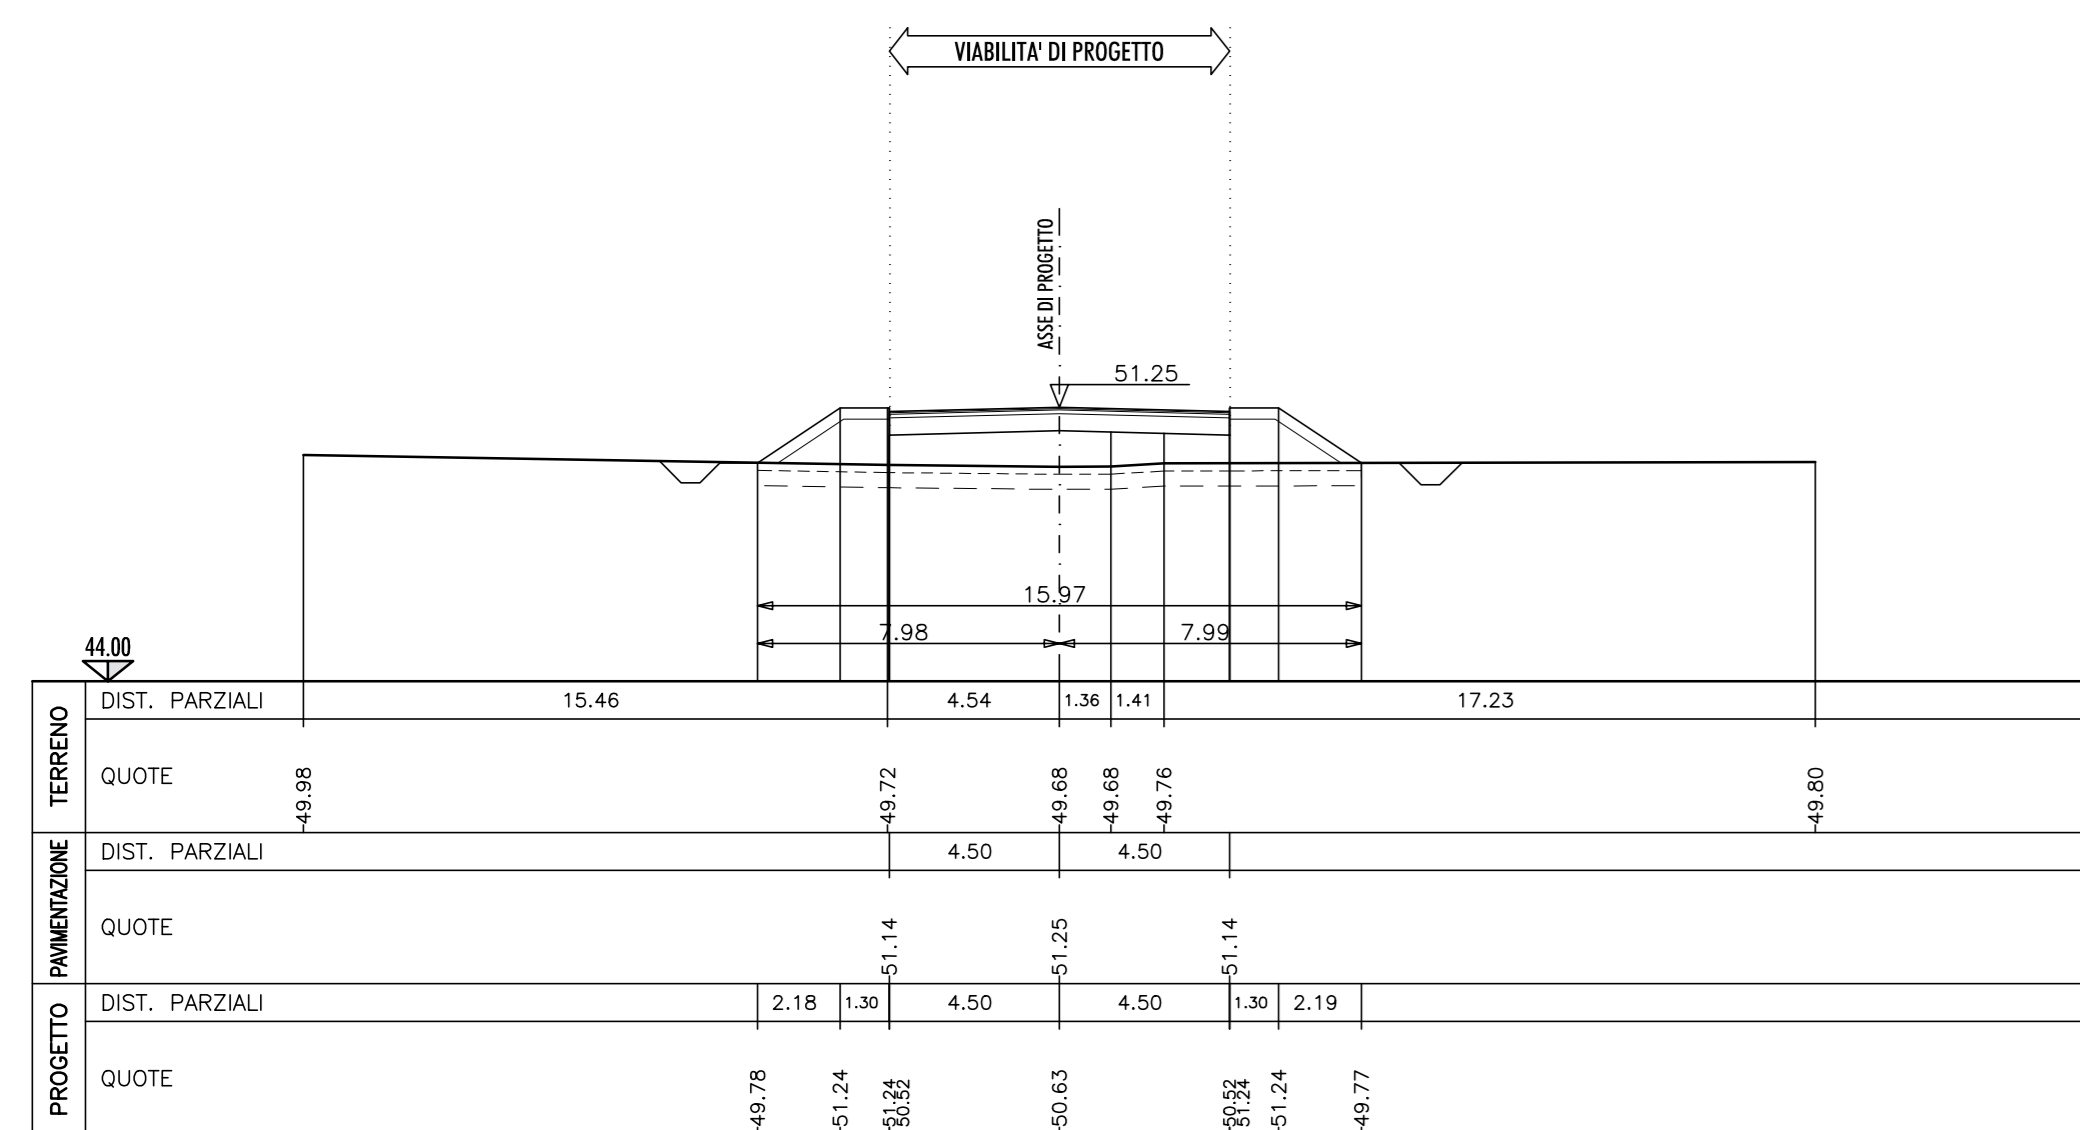 VIABILITA' DI PROGETTO
ASSE DI PROGETTO
51.25
15.97
7.98 7.99
44.00
TERRENO
DIST. PARZIALI 15.46 4.54 1.36 1.41 17.23
QUOTE 49.98 49.72 49.68 49.68 49.76 49.80
PAVIMENTAZIONE
DIST. PARZIALI 4.50 4.50
QUOTE 51.14 51.25 51.14
PROGETTO
DIST. PARZIALI 2.18 1.30 4.50 4.50 1.30 2.19
QUOTE 49.78 51.24 51.24 50.52 50.63 50.52 51.24 51.24 49.77